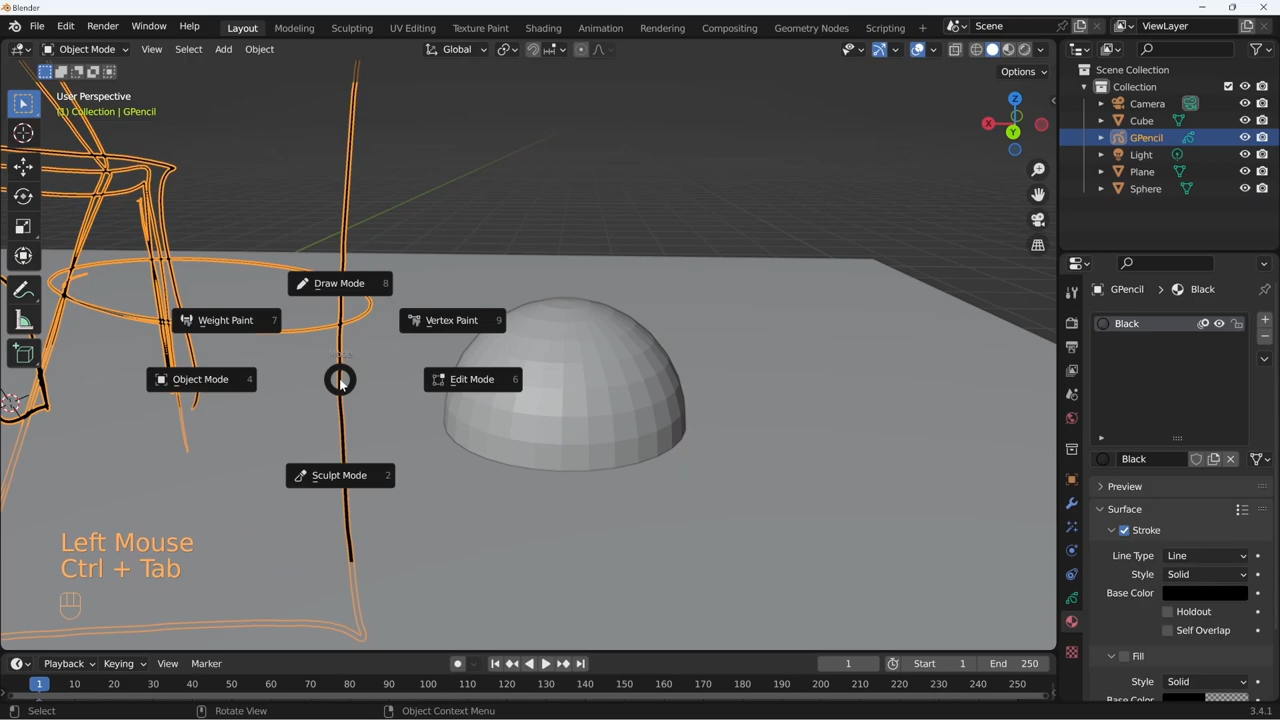 Blender
File Edit Render Window Help Layout Modeling Sculpting UV Editing Texture Paint Shading Animation Rendering Compositing Geometry Nodes Scripting + Scene ViewLayer
Object Mode View Select Add Object Global
Options
User Perspective
(1) Collection | GPencil
Z
X
Y
Scene Collection
Collection
Camera
Cube
GPencil
Light
Plane
Sphere
Draw Mode 8
Weight Paint 7
Vertex Paint 9
Object Mode 4
Edit Mode 6
Sculpt Mode 2
Left Mouse
Ctrl + Tab
GPencil > Black
Black
Black
Preview
Surface
Stroke
Line Type Line
Style Solid
Base Color
Holdout
Self Overlap
Fill
Style Solid
Base Color
Playback Keying View Marker 1 Start 1 End 250
1 10 20 30 40 50 60 70 80 90 100 110 120 130 140 150 160 170 180 190 200 210 220 230 240 250
Select Rotate View Object Context Menu 3.4.1